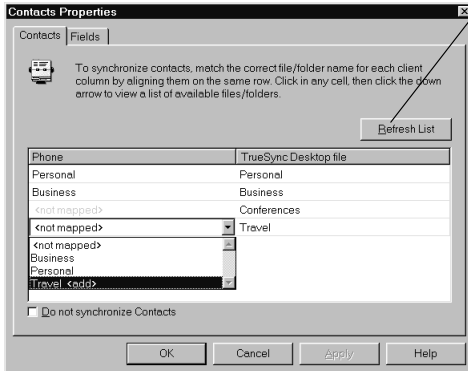 Contacts Properties
Contacts Fields
To synchronize contacts, match the correct file/folder name for each client
column by aligning them on the same row. Click in any cell, then click the down
arrow to view a list of available files/folders.
Refresh List
Phone TrueSync Desktop file
Personal Personal
Business Business
<not mapped> Conferences
<not mapped> Travel
<not mapped>
Business
Personal
Travel <add>
Do not synchronize Contacts
OK Cancel Apply Help